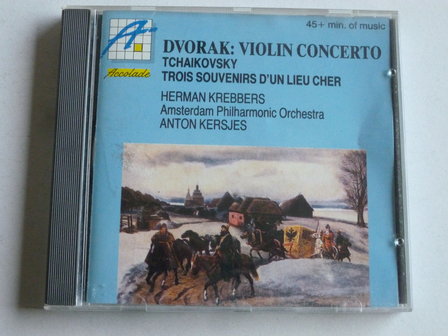 45+ min. of music
A
Accolade
DVORAK: VIOLIN CONCERTO
TCHAIKOVSKY
TROIS SOUVENIRS D'UN LIEU CHER
HERMAN KREBBERS
Amsterdam Philharmonic Orchestra
ANTON KERSJES